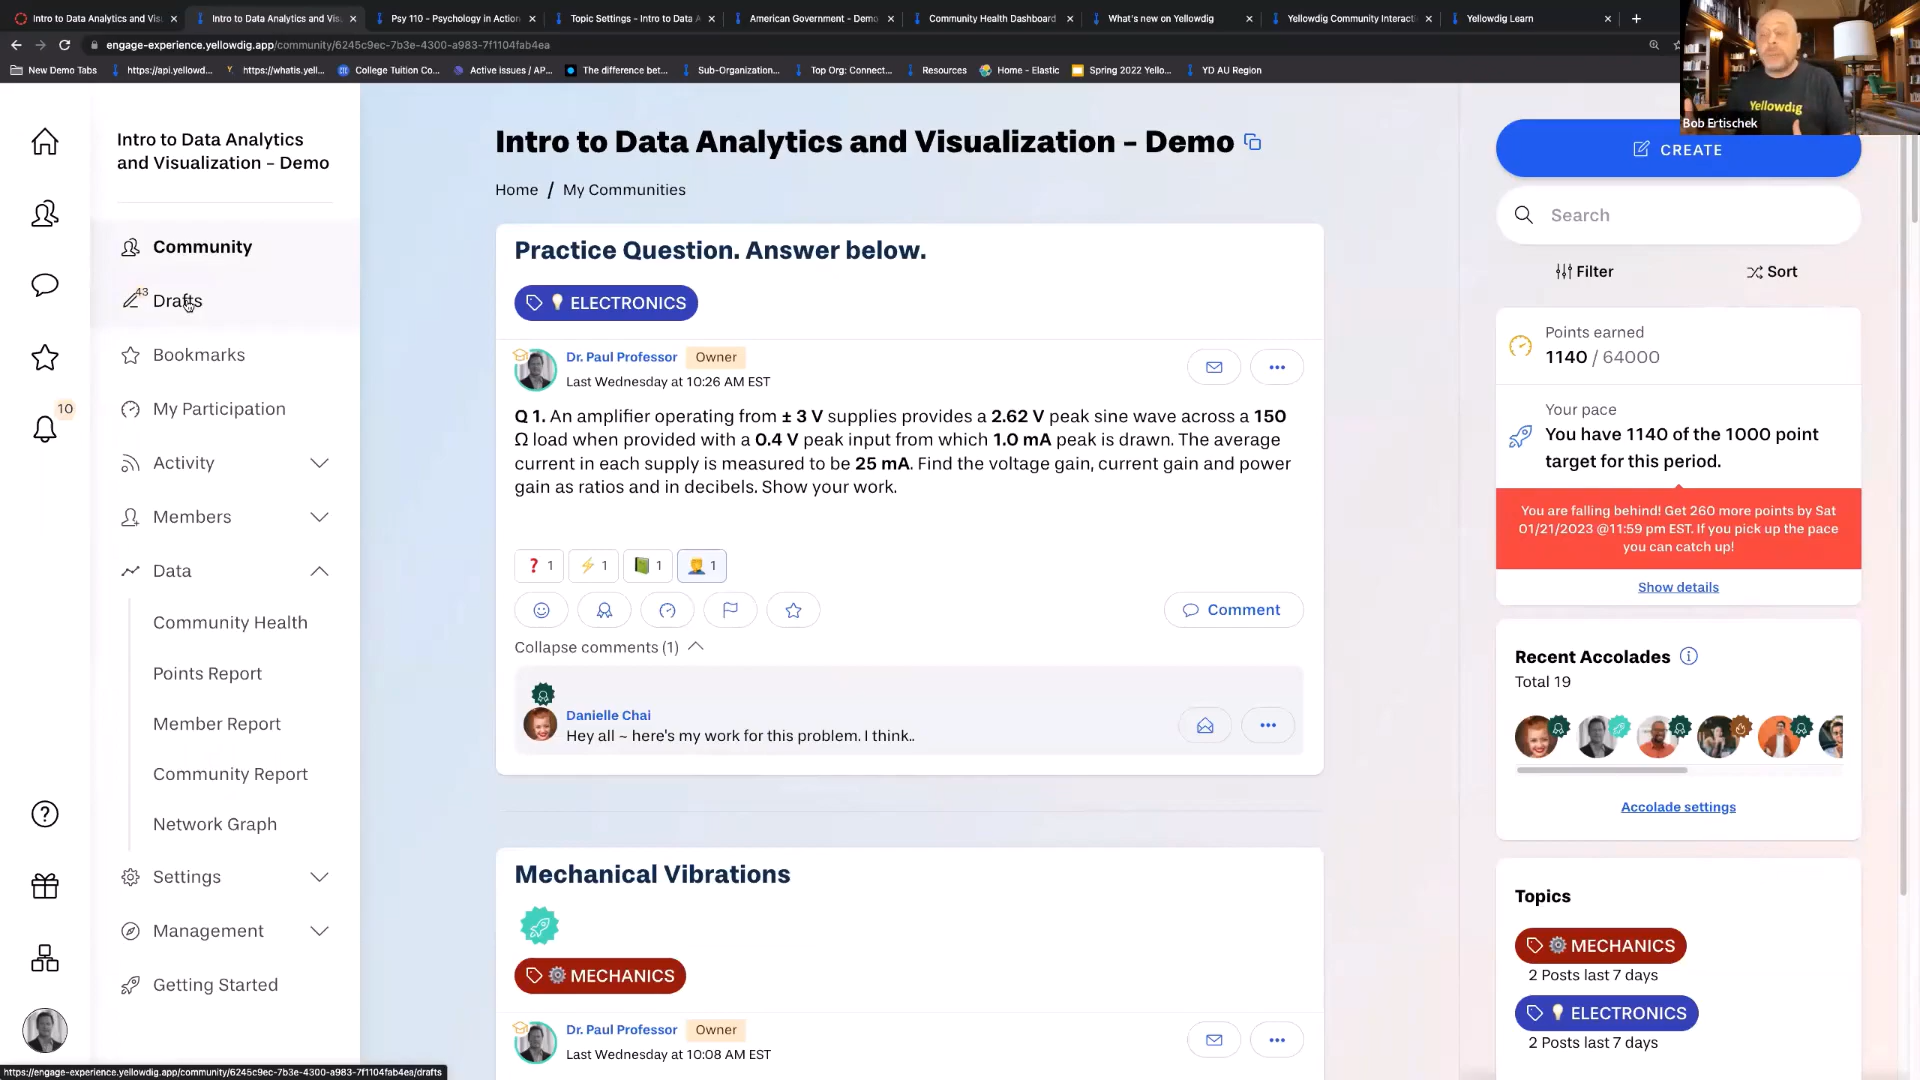 Intro to Data Analytics and Vis
Intro to Data Analytics and Vis
Psy 110 - Psychology in Action
Topic Settings - Intro to Data A
American Government - Demo
Community Health Dashboard
What's new on Yellowdig
Yellowdig Community Interacti
Yellowdig Learn
engage-experience.yellowdig.app/community/6245c9ec-7b3e-4300-a983-7f1104fab4ea
New Demo Tabs
https://api.yellowd...
https://whatis.yell...
College Tuition Co...
Active issues / AP...
The difference bet...
Sub-Organization...
Top Org: Connect...
Resources
Home - Elastic
Spring 2022 Yello...
YD AU Region
Yellowdig
Bob Ertischek
Intro to Data Analytics
and Visualization - Demo
Community
43
Drafts
Bookmarks
10
My Participation
Activity
Members
Data
Community Health
Points Report
Member Report
Community Report
Network Graph
Settings
Management
Getting Started
https://engage-experience.yellowdig.app/community/6245c9ec-7b3e-4300-a983-7f1104fab4ea/drafts
Intro to Data Analytics and Visualization - Demo
Home / My Communities
Practice Question. Answer below.
ELECTRONICS
Dr. Paul Professor Owner
Last Wednesday at 10:26 AM EST
Q 1. An amplifier operating from ± 3 V supplies provides a 2.62 V peak sine wave across a 150
Ω load when provided with a 0.4 V peak input from which 1.0 mA peak is drawn. The average
current in each supply is measured to be 25 mA. Find the voltage gain, current gain and power
gain as ratios and in decibels. Show your work.
❓ 1 ⚡ 1 📗 1 🤦 1
Comment
Collapse comments (1)
Danielle Chai
Hey all ~ here's my work for this problem. I think..
Mechanical Vibrations
MECHANICS
Dr. Paul Professor Owner
Last Wednesday at 10:08 AM EST
CREATE
Search
Filter
Sort
Points earned
1140 / 64000
Your pace
You have 1140 of the 1000 point
target for this period.
You are falling behind! Get 260 more points by Sat
01/21/2023 @11:59 pm EST. If you pick up the pace
you can catch up!
Show details
Recent Accolades
Total 19
Accolade settings
Topics
MECHANICS
2 Posts last 7 days
ELECTRONICS
2 Posts last 7 days